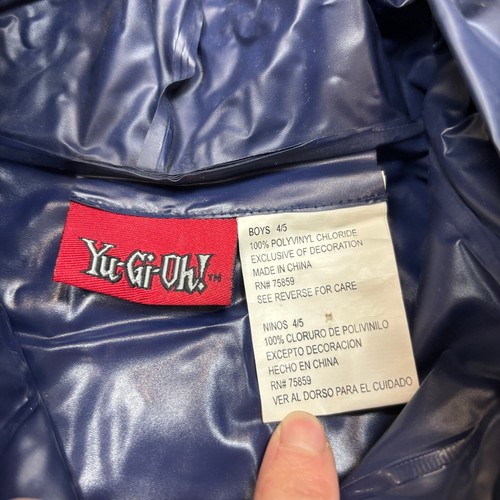 Yu-Gi-Oh!™
BOYS 4/5
100% POLYVINYL CHLORIDE
EXCLUSIVE OF DECORATION
MADE IN CHINA
RN# 75859
SEE REVERSE FOR CARE
NINOS 4/5
100% CLORURO DE POLIVINILO
EXCEPTO DECORACION
HECHO EN CHINA
RN# 75859
VER AL DORSO PARA EL CUIDADO